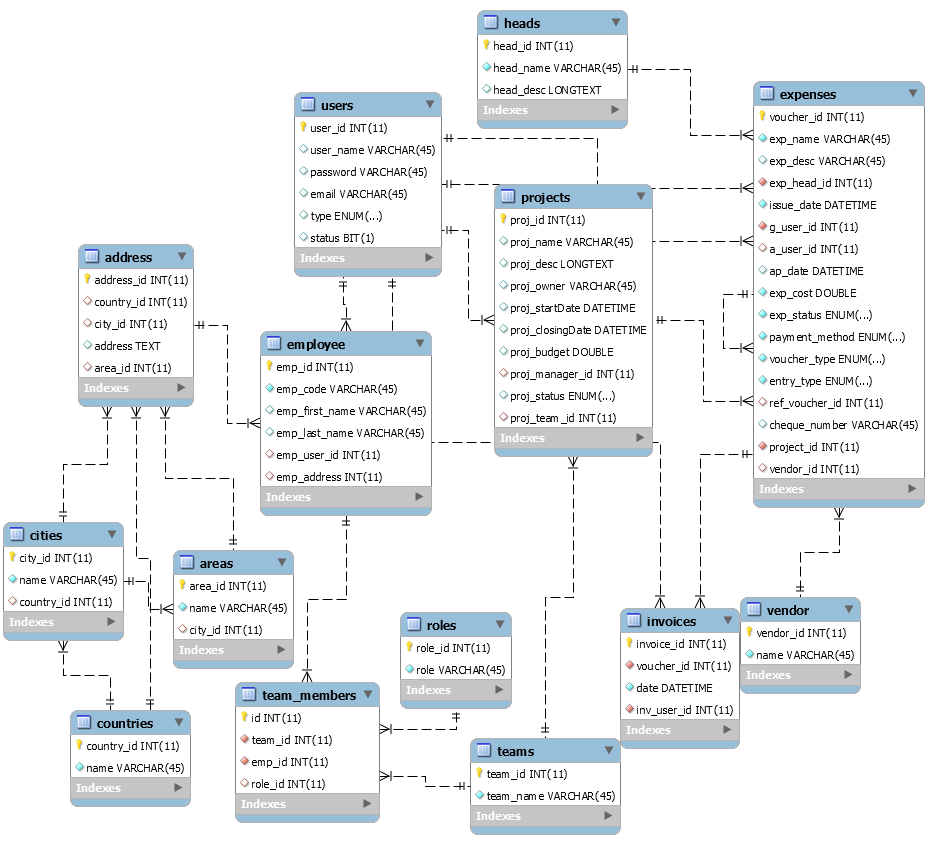 heads
head_id INT(11)
head_name VARCHAR(45)
head_desc LONGTEXT
Indexes
users
user_id INT(11)
user_name VARCHAR(45)
password VARCHAR(45)
email VARCHAR(45)
type ENUM(...)
status BIT(1)
Indexes
expenses
voucher_id INT(11)
exp_name VARCHAR(45)
exp_desc VARCHAR(45)
exp_head_id INT(11)
issue_date DATETIME
g_user_id INT(11)
a_user_id INT(11)
ap_date DATETIME
exp_cost DOUBLE
exp_status ENUM(...)
payment_method ENUM(...)
voucher_type ENUM(...)
entry_type ENUM(...)
ref_voucher_id INT(11)
cheque_number VARCHAR(45)
project_id INT(11)
vendor_id INT(11)
Indexes
projects
proj_id INT(11)
proj_name VARCHAR(45)
proj_desc LONGTEXT
proj_owner VARCHAR(45)
proj_startDate DATETIME
proj_closingDate DATETIME
proj_budget DOUBLE
proj_manager_id INT(11)
proj_status ENUM(...)
proj_team_id INT(11)
Indexes
address
address_id INT(11)
country_id INT(11)
city_id INT(11)
address TEXT
area_id INT(11)
Indexes
employee
emp_id INT(11)
emp_code VARCHAR(45)
emp_first_name VARCHAR(45)
emp_last_name VARCHAR(45)
emp_user_id INT(11)
emp_address INT(11)
Indexes
cities
city_id INT(11)
name VARCHAR(45)
country_id INT(11)
Indexes
areas
area_id INT(11)
name VARCHAR(45)
city_id INT(11)
Indexes
roles
role_id INT(11)
role VARCHAR(45)
Indexes
invoices
invoice_id INT(11)
voucher_id INT(11)
date DATETIME
inv_user_id INT(11)
Indexes
vendor
vendor_id INT(11)
name VARCHAR(45)
Indexes
countries
country_id INT(11)
name VARCHAR(45)
Indexes
team_members
id INT(11)
team_id INT(11)
emp_id INT(11)
role_id INT(11)
Indexes
teams
team_id INT(11)
team_name VARCHAR(45)
Indexes